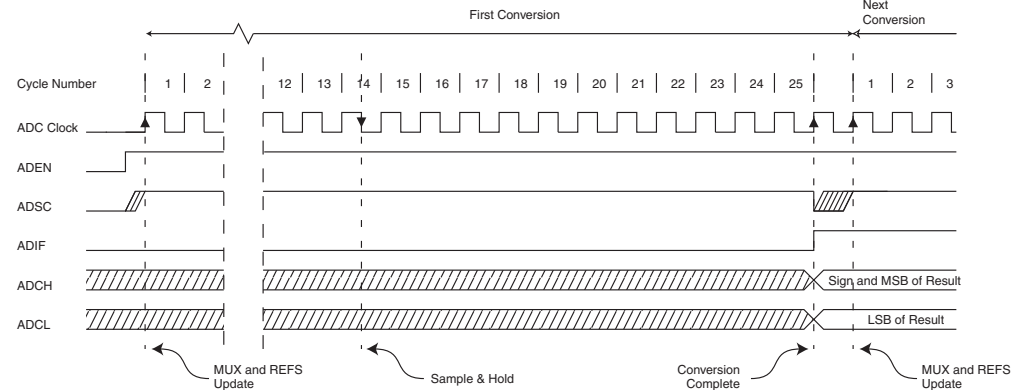 Next
First Conversion
Conversion
Cycle Number 1 2 12 13 14 15 16 17 18 19 20 21 22 23 24 25 1 2 3
ADC Clock
ADEN
ADSC
ADIF
ADCH Sign and MSB of Result
ADCL LSB of Result
MUX and REFS
Update
Sample & Hold
Conversion
Complete
MUX and REFS
Update